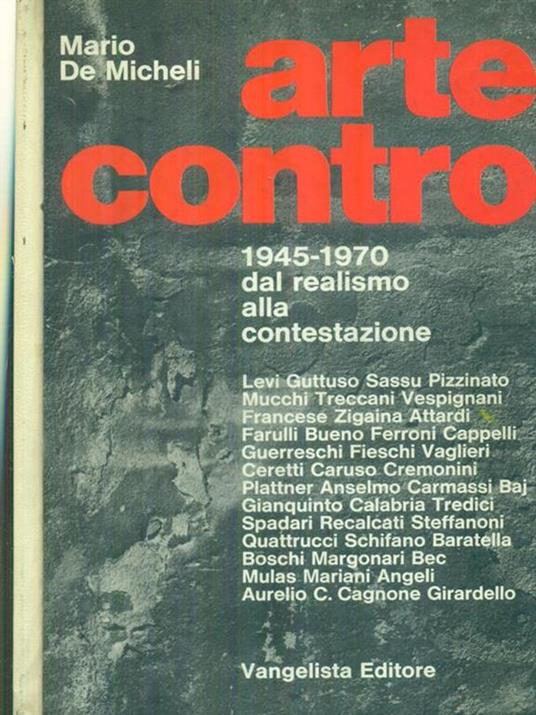 Mario
De Micheli
arte
contro
1945-1970
dal realismo
alla
contestazione
Levi Guttuso Sassu Pizzinato
Mucchi Treccani Vespignani
Francese Zigaina Attardi
Farulli Bueno Ferroni Cappelli
Guerreschi Fieschi Vaglieri
Ceretti Caruso Cremonini
Plattner Anselmo Carmassi Baj
Gianquinto Calabria Tredici
Spadari Recalcati Steffanoni
Quattrucci Schifano Baratella
Boschi Margonari Bec
Mulas Mariani Angeli
Aurelio C. Cagnone Girardello
Vangelista Editore